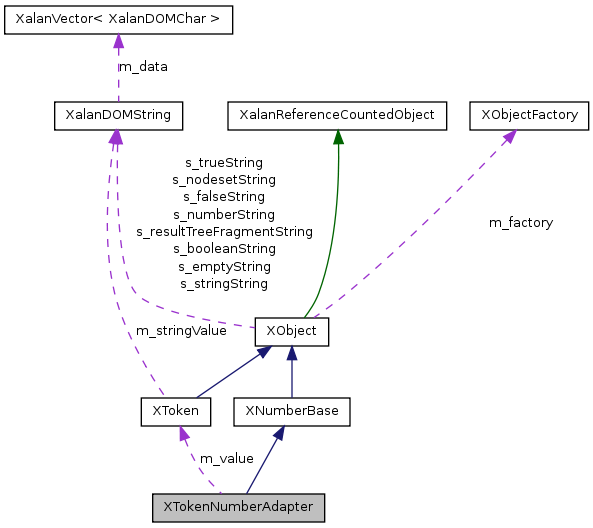 XalanVector< XalanDOMChar >
m_data
XalanDOMString
XalanReferenceCountedObject
XObjectFactory
s_trueString
s_nodesetString
s_falseString
s_numberString
s_resultTreeFragmentString
s_booleanString
s_emptyString
s_stringString
m_factory
m_stringValue
XObject
XToken
XNumberBase
m_value
XTokenNumberAdapter